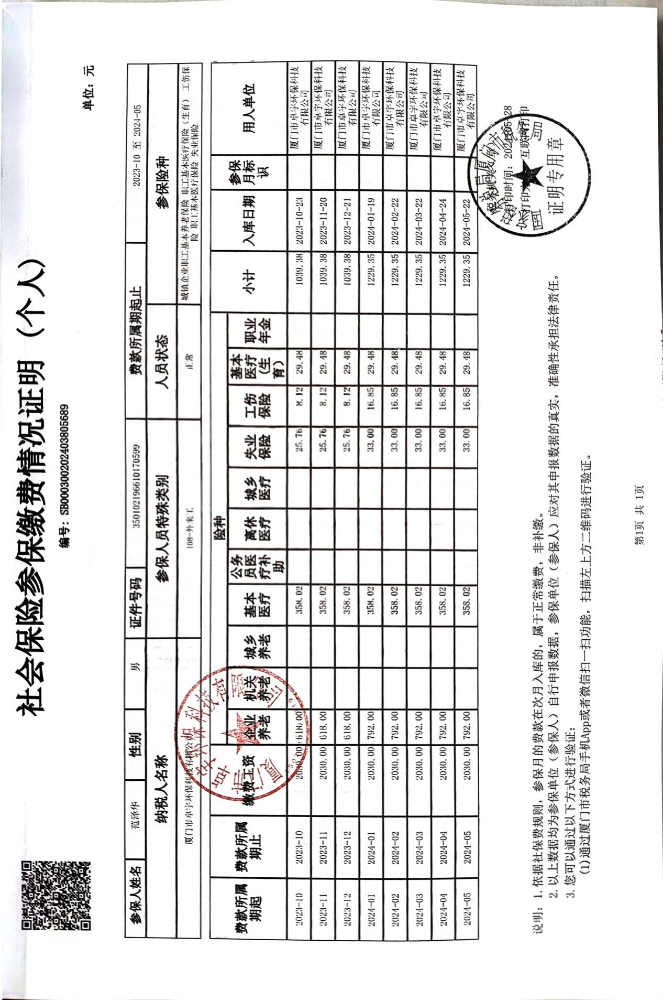 社会保险参保缴费情况证明（个人）
编号：SB000300202403805689
单位：元
参保人姓名 范泽华 性别 男 证件号码 350102196610170599 费款所属期起止 2023-10 至 2024-05
纳税人名称 参保人员特殊类别 人员状态 参保险种
厦门市卓宇环保科技有限公司 108-外来工 正常 城镇企业职工基本养老保险 职工基本医疗保险（生育） 工伤保
险 职工基本医疗保险 失业保险
费款所属期起 费款所属期止 缴费工资 险种 小计 入库日期 参保月标识 用人单位
企业养老 机关养老 城乡养老 基本医疗 公务员医疗补助 离休医疗 城乡医疗 失业保险 工伤保险 基本医疗（生育） 职业年金
2023-10 2023-10 2030.00 618.00 358.02 25.76 8.12 29.48 1039.38 2023-10-23 厦门市卓宇环保科技有限公司
2023-11 2023-11 2030.00 618.00 358.02 25.76 8.12 29.48 1039.38 2023-11-20 厦门市卓宇环保科技有限公司
2023-12 2023-12 2030.00 618.00 358.02 25.76 8.12 29.48 1039.38 2023-12-21 厦门市卓宇环保科技有限公司
2024-01 2024-01 2030.00 792.00 358.02 33.00 16.85 29.48 1229.35 2024-01-19 厦门市卓宇环保科技有限公司
2024-02 2024-02 2030.00 792.00 358.02 33.00 16.85 29.48 1229.35 2024-02-22 厦门市卓宇环保科技有限公司
2024-03 2024-03 2030.00 792.00 358.02 33.00 16.85 29.48 1229.35 2024-03-22 厦门市卓宇环保科技有限公司
2024-04 2024-04 2030.00 792.00 358.02 33.00 16.85 29.48 1229.35 2024-04-24 厦门市卓宇环保科技有限公司
2024-05 2024-05 2030.00 792.00 358.02 33.00 16.85 29.48 1229.35 2024-05-22 厦门市卓宇环保科技有限公司
税务机关（章）
打印时间：2024-05-28
互联网打印
证明专用章
说明：1.依据社保费规则，参保月的费款在次月入库的，属于正常缴费，非补缴。
2.以上数据均为参保单位（参保人）自行申报数据，参保单位（参保人）应对其申报数据的真实，准确性承担法律责任。
3.您可以通过以下方式进行验证：
(1)通过厦门市税务局手机App或者微信扫一扫功能，扫描左上方二维码进行验证。
第1页 共 1页